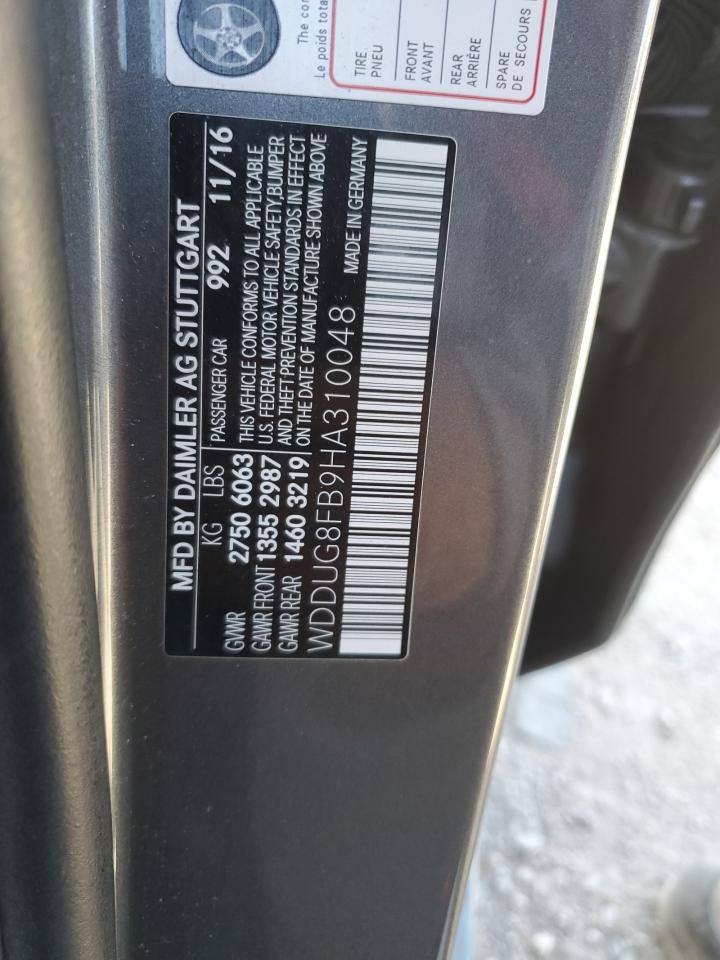 The
Le poids tota
TIRE
PNEU
FRONT
AVANT
REAR
ARRIÈRE
SPARE
DE SECOURS
MFD BY DAIMLER AG STUTTGART
KG LBS PASSENGER CAR 992 11/16
GVWR 2750 6063
GAWR FRONT 1355 2987
GAWR REAR 1460 3219
THIS VEHICLE CONFORMS TO ALL APPLICABLE
U.S. FEDERAL MOTOR VEHICLE SAFETY,BUMPER
AND THEFT PREVENTION STANDARDS IN EFFECT
ON THE DATE OF MANUFACTURE SHOWN ABOVE
WDDUG8FB9HA310048 MADE IN GERMANY